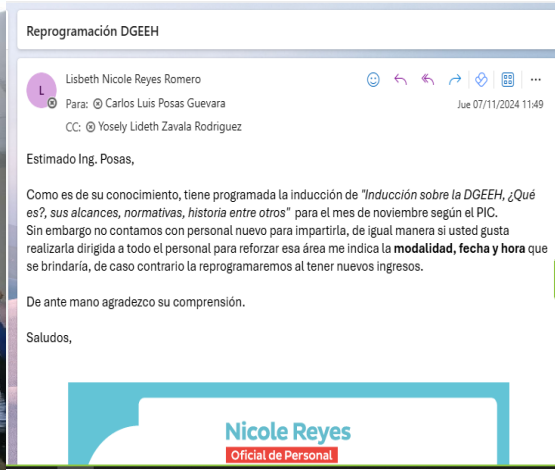 Reprogramación DGEEH
Lisbeth Nicole Reyes Romero
L
Para: Carlos Luis Posas Guevara
Jue 07/11/2024 11:49
CC: Yosely Lideth Zavala Rodriguez
Estimado Ing. Posas,
Como es de su conocimiento, tiene programada la inducción de "Inducción sobre la DGEEH, ¿Qué
es?, sus alcances, normativas, historia entre otros" para el mes de noviembre según el PIC.
Sin embargo no contamos con personal nuevo para impartirla, de igual manera si usted gusta
realizarla dirigida a todo el personal para reforzar esa área me indica la modalidad, fecha y hora que
se brindaría, de caso contrario la reprogramaremos al tener nuevos ingresos.
De ante mano agradezco su comprensión.
Saludos,
Nicole Reyes
Oficial de Personal